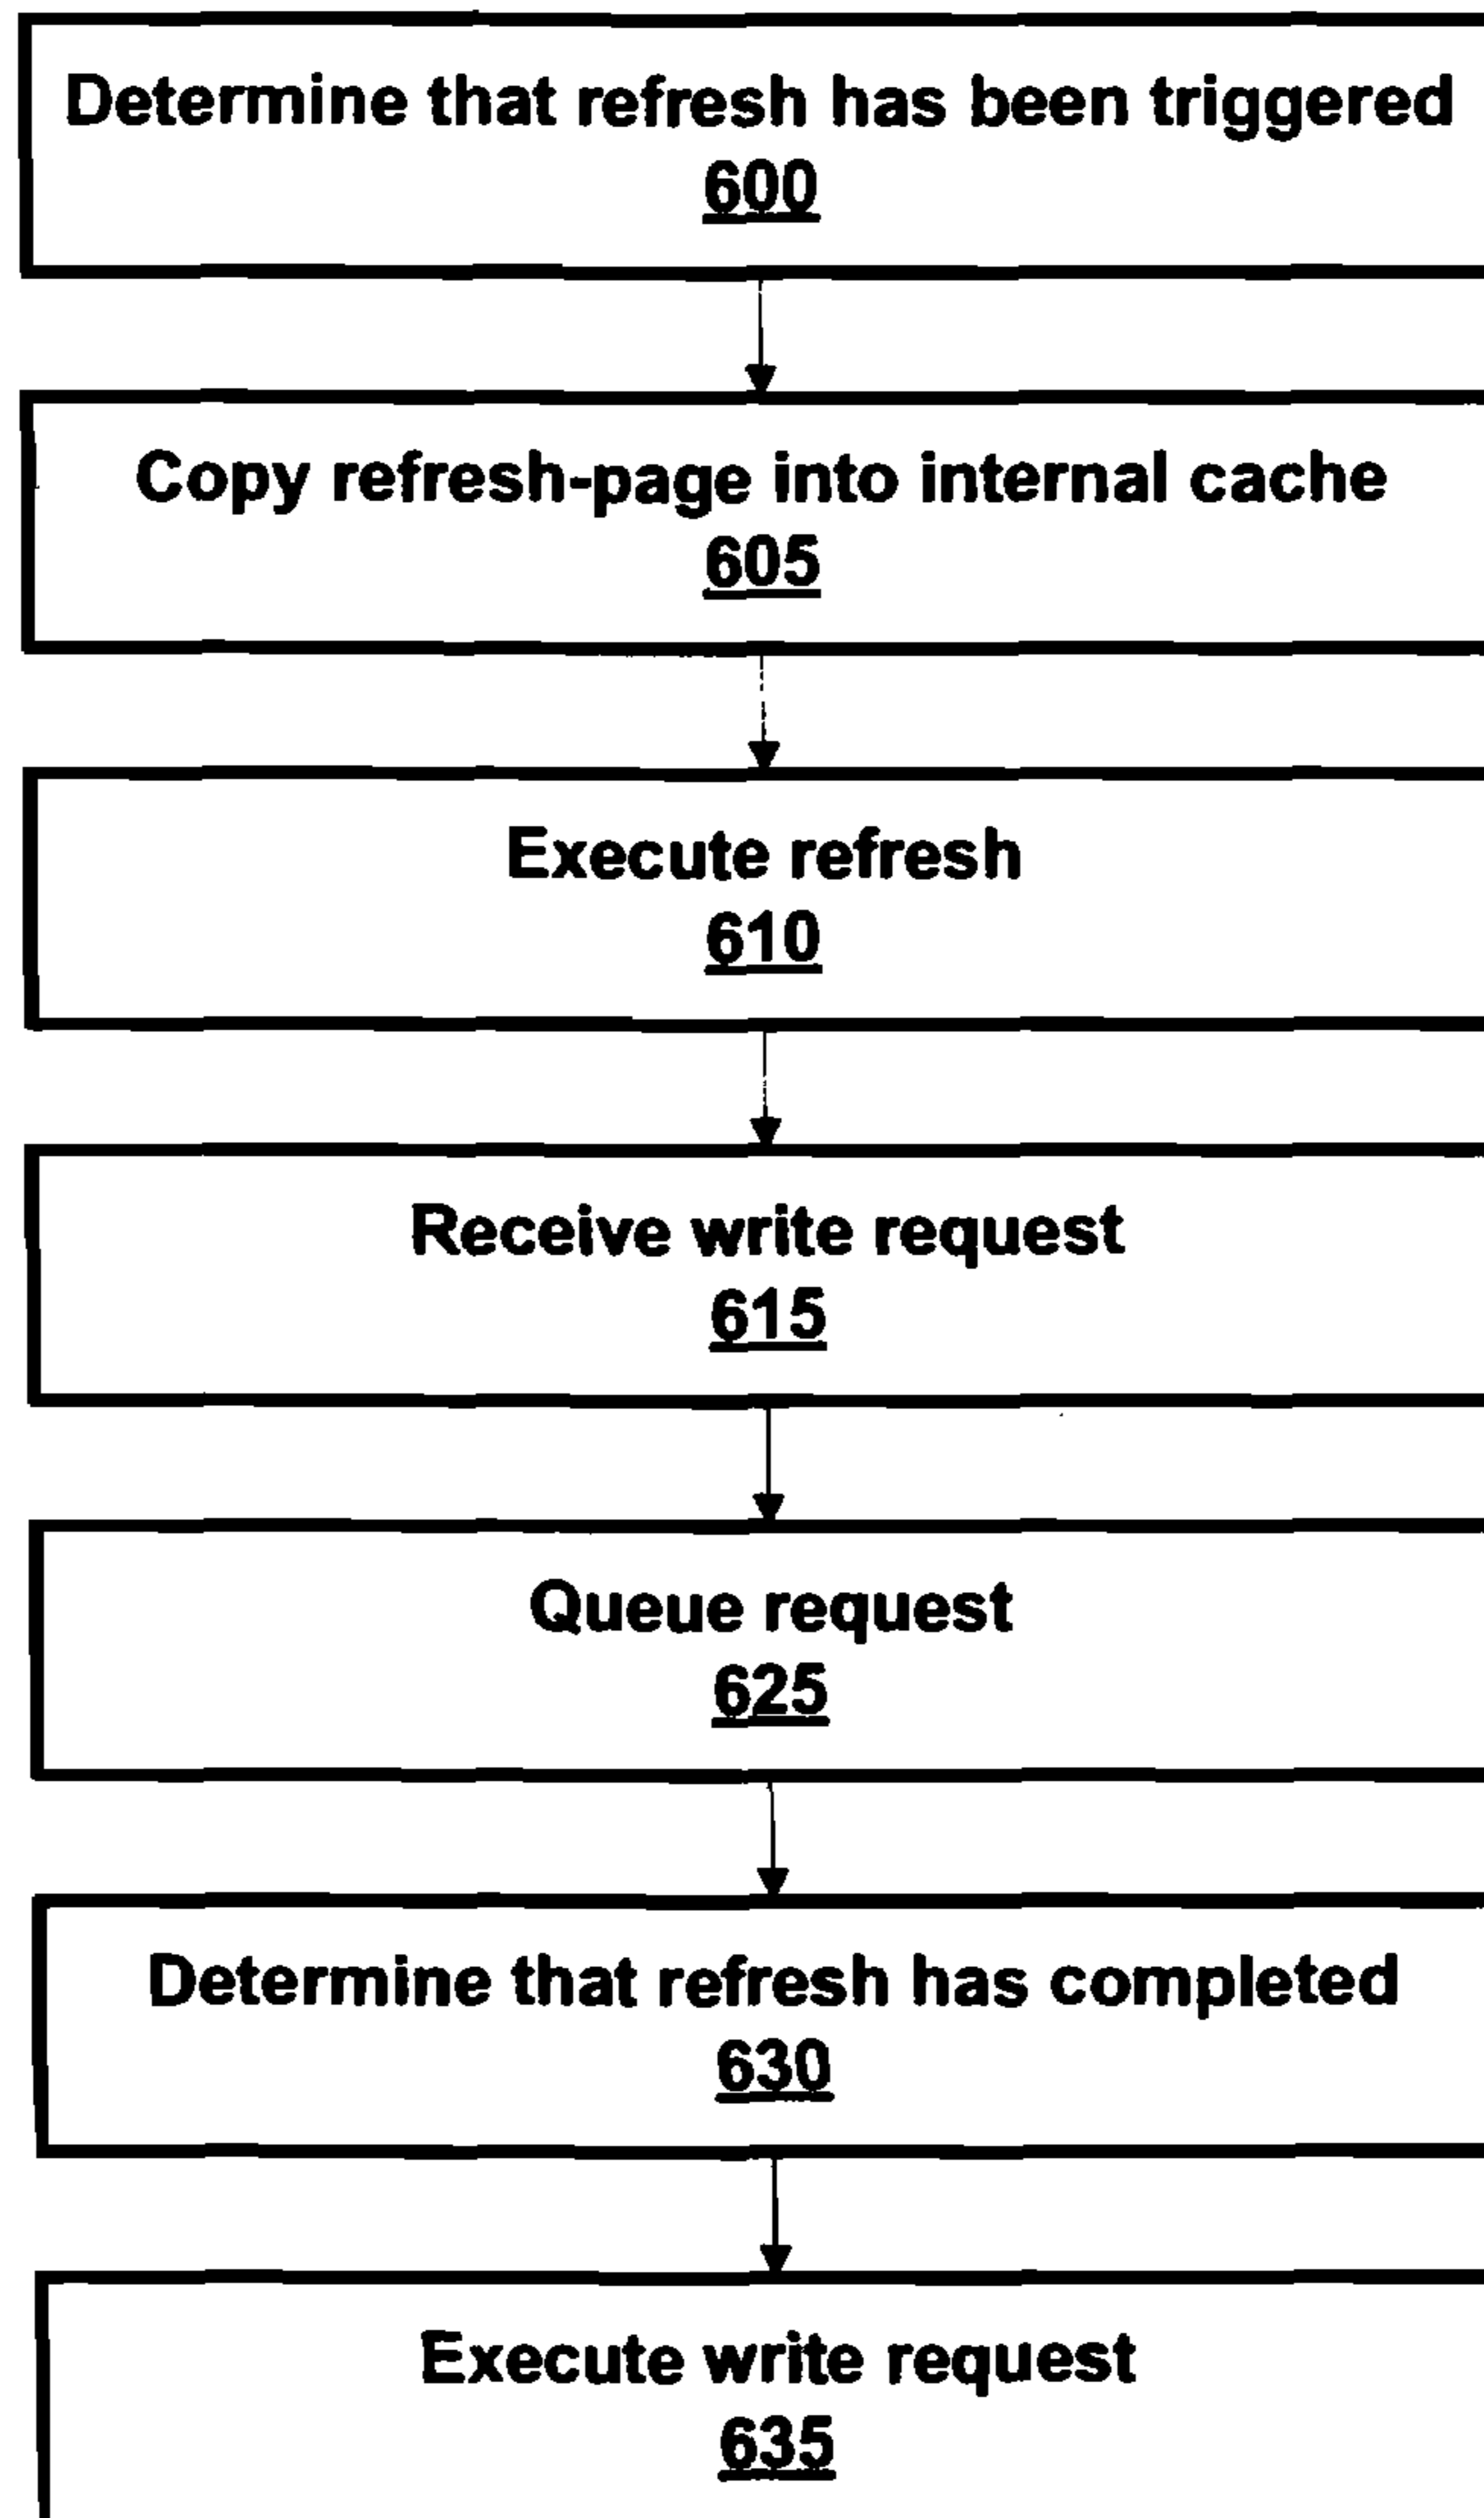 Determine that refresh has been triggered
600
Copy refresh-page into internal cache
605
Execute refresh
610
Receive write request
615
Queue request
625
Determine that refresh has completed
630
Execute write request
635